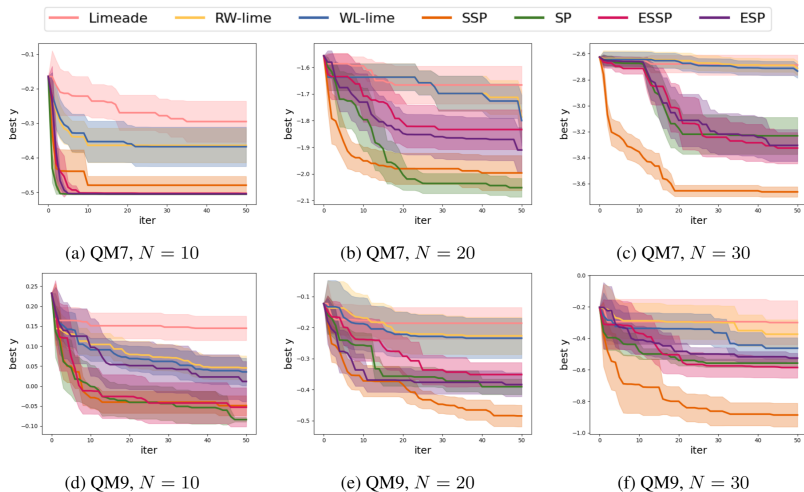 Limeade RW-lime WL-lime SSP SP ESSP ESP
best y
−0.1
−0.2
−0.3
−0.4
−0.5
0 10 20 30 40 50
iter
(a) QM7, N = 10
best y
−1.6
−1.7
−1.8
−1.9
−2.0
−2.1
0 10 20 30 40 50
iter
(b) QM7, N = 20
best y
−2.6
−2.8
−3.0
−3.2
−3.4
−3.6
0 10 20 30 40 50
iter
(c) QM7, N = 30
best y
0.25
0.20
0.15
0.10
0.05
0.00
−0.05
−0.10
0 10 20 30 40 50
iter
(d) QM9, N = 10
best y
−0.1
−0.2
−0.3
−0.4
−0.5
0 10 20 30 40 50
iter
(e) QM9, N = 20
best y
0.0
−0.2
−0.4
−0.6
−0.8
−1.0
0 10 20 30 40 50
iter
(f) QM9, N = 30